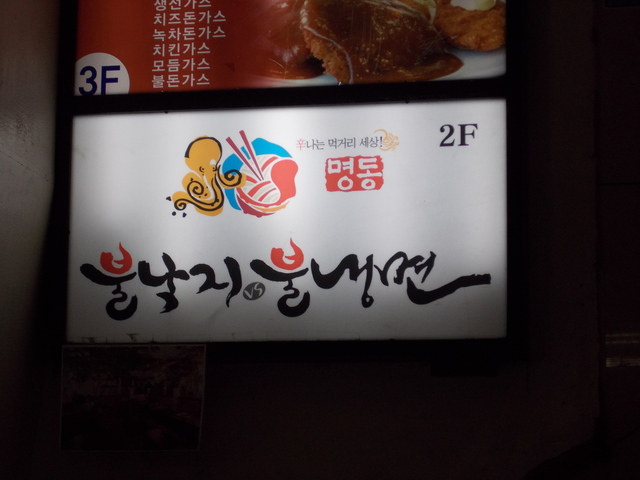 생선가스
치즈돈가스
녹차돈가스
치킨가스
모듬가스
불돈가스
3F
辛나는 먹거리 세상!
명동
2F
불낙지 vs 불냉면